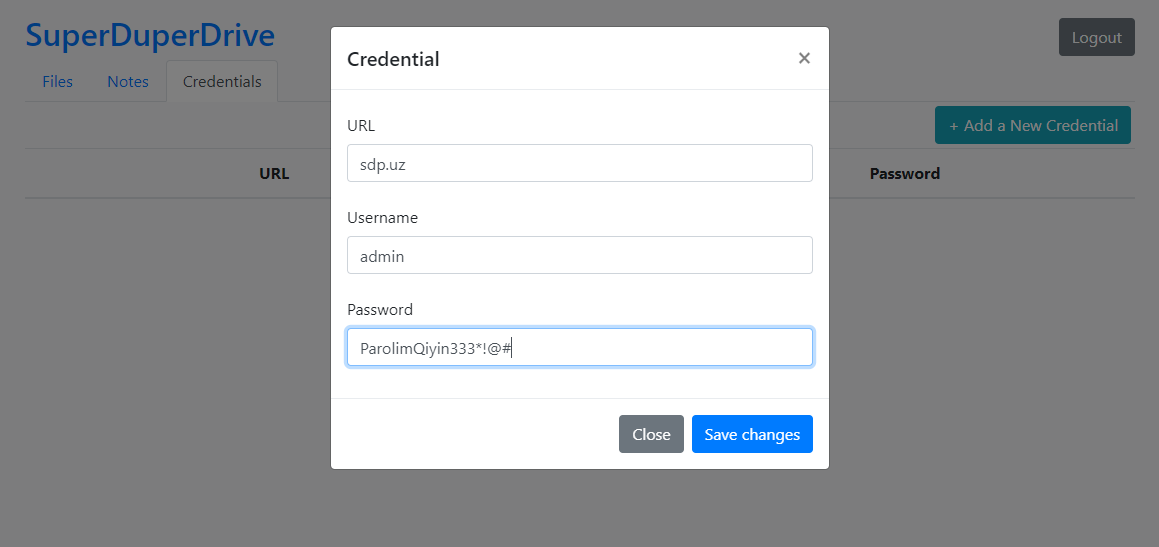 SuperDuperDrive
Logout
Files Notes Credentials
+ Add a New Credential
URL Password
Credential ×
URL
sdp.uz
Username
admin
Password
ParolimQiyin333*!@#
Close Save changes